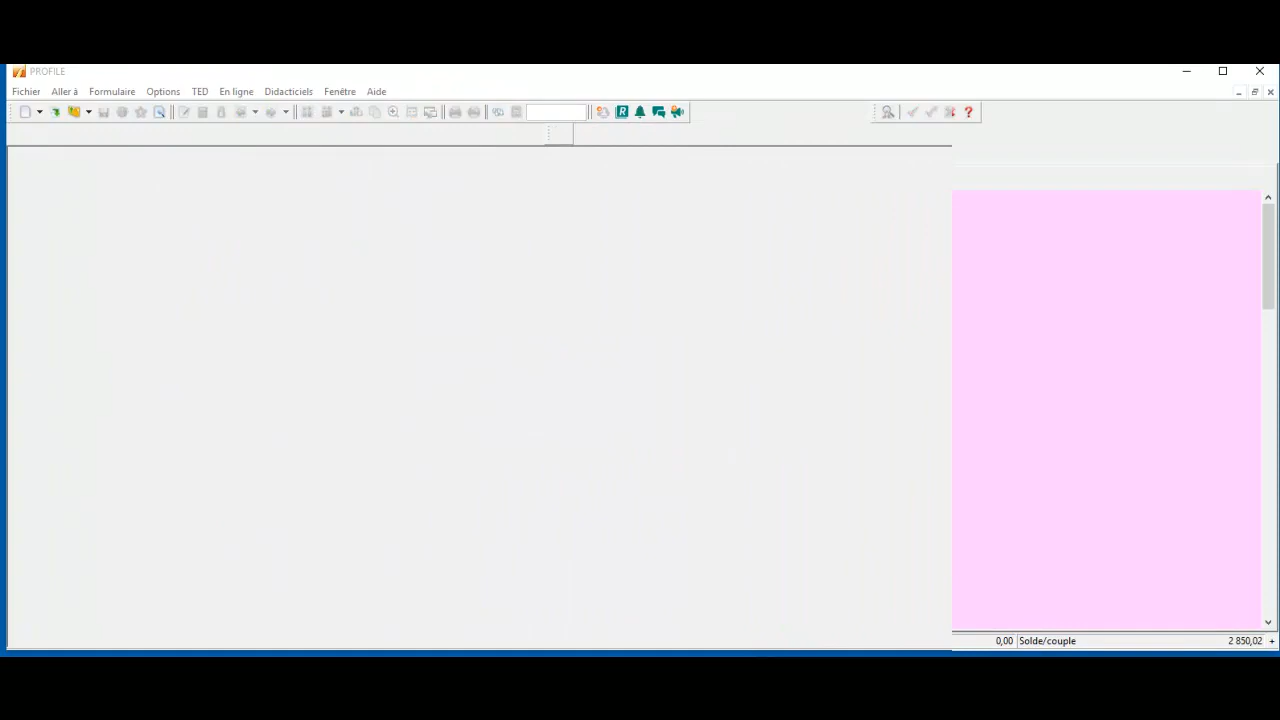 PROFILE
Fichier Aller à Formulaire Options TED En ligne Didacticiels Fenêtre Aide
R ?
0,00 Solde/couple 2 850,02 +